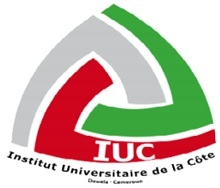 IUC
Institut Universitaire de la Côte
Douala - Cameroun